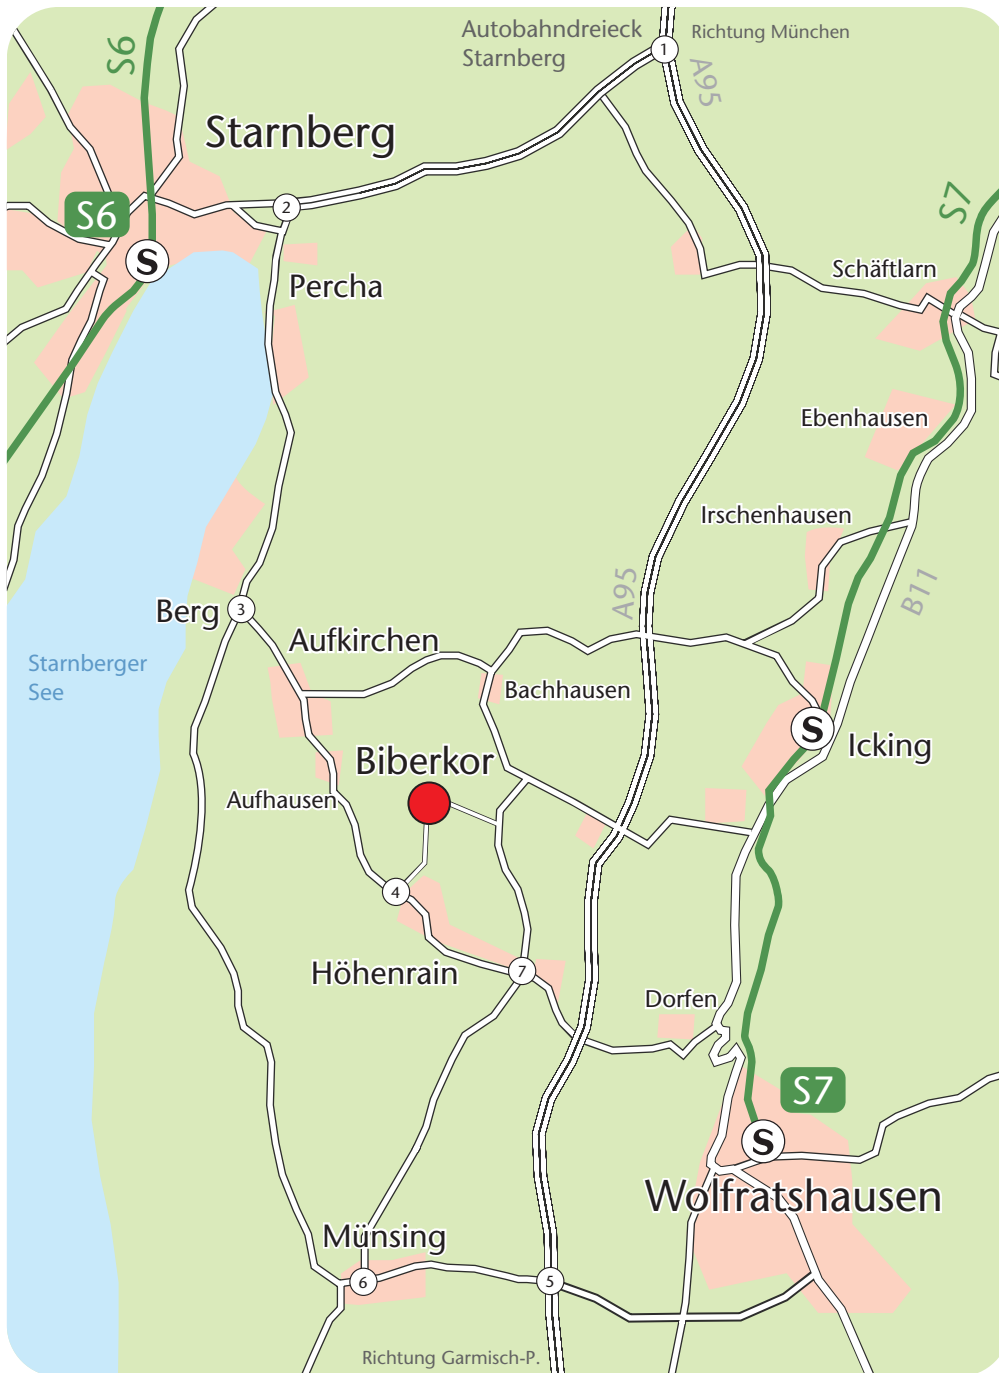 Autobahndreieck
Starnberg
Richtung München
1
S6
A95
Starnberg
S6
2
S7
S
Percha
Schäftlarn
Ebenhausen
Irschenhausen
A95
B11
Berg
3
Aufkirchen
Starnberger
See
Bachhausen
S
Icking
Biberkor
Aufhausen
4
Höhenrain
7
Dorfen
S7
S
Wolfratshausen
Münsing
6
5
Richtung Garmisch-P.